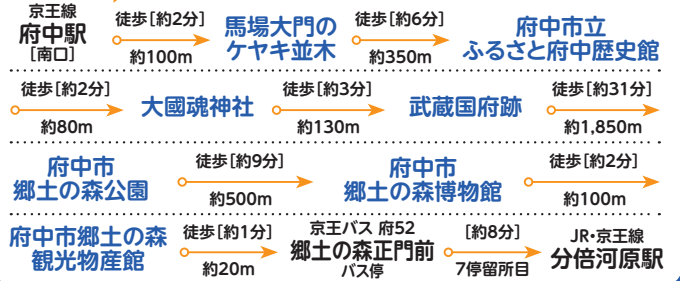 京王線
府中駅
[南口]
徒歩[約2分]
約100m
馬場大門の
ケヤキ並木
徒歩[約6分]
約350m
府中市立
ふるさと府中歴史館
徒歩[約2分]
約80m
大國魂神社
徒歩[約3分]
約130m
武蔵国府跡
徒歩[約31分]
約1,850m
府中市
郷土の森公園
徒歩[約9分]
約500m
府中市
郷土の森博物館
徒歩[約2分]
約100m
府中市郷土の森
観光物産館
徒歩[約1分]
約20m
京王バス 府52
郷土の森正門前
バス停
[約8分]
7停留所目
JR・京王線
分倍河原駅